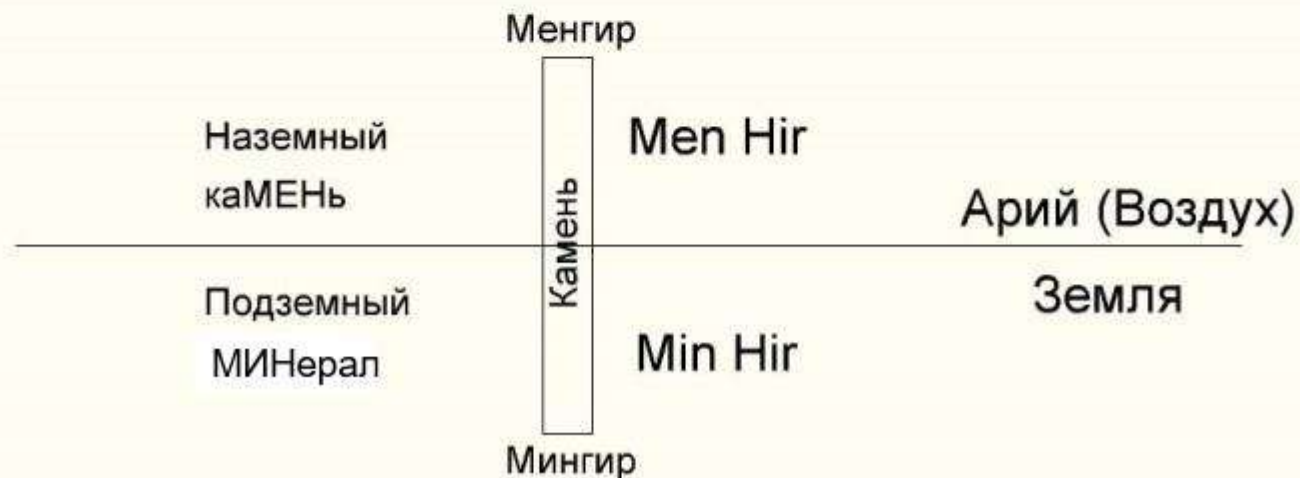 Менгир
Наземный
каМЕНь
Men Hir
Камень
Арий (Воздух)
Земля
Подземный
МИНерал
Min Hir
Мингир